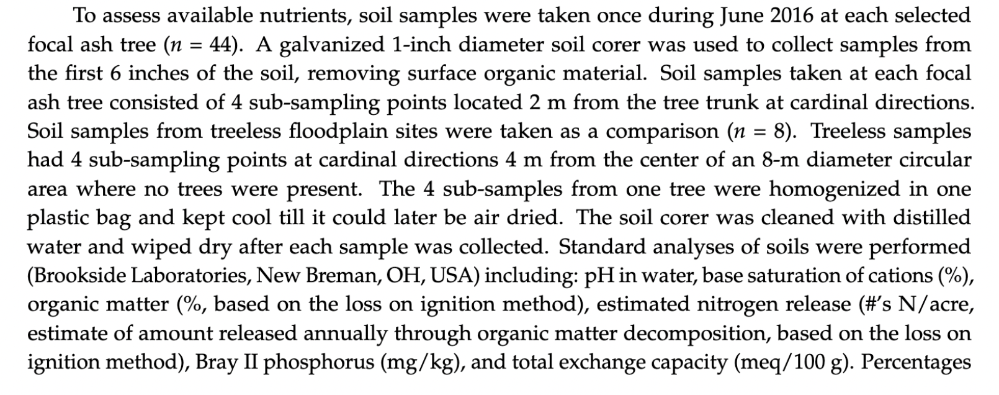 To assess available nutrients, soil samples were taken once during June 2016 at each selected
focal ash tree (n = 44). A galvanized 1-inch diameter soil corer was used to collect samples from
the first 6 inches of the soil, removing surface organic material. Soil samples taken at each focal
ash tree consisted of 4 sub-sampling points located 2 m from the tree trunk at cardinal directions.
Soil samples from treeless floodplain sites were taken as a comparison (n = 8). Treeless samples
had 4 sub-sampling points at cardinal directions 4 m from the center of an 8-m diameter circular
area where no trees were present. The 4 sub-samples from one tree were homogenized in one
plastic bag and kept cool till it could later be air dried. The soil corer was cleaned with distilled
water and wiped dry after each sample was collected. Standard analyses of soils were performed
(Brookside Laboratories, New Breman, OH, USA) including: pH in water, base saturation of cations (%),
organic matter (%, based on the loss on ignition method), estimated nitrogen release (#’s N/acre,
estimate of amount released annually through organic matter decomposition, based on the loss on
ignition method), Bray II phosphorus (mg/kg), and total exchange capacity (meq/100 g). Percentages